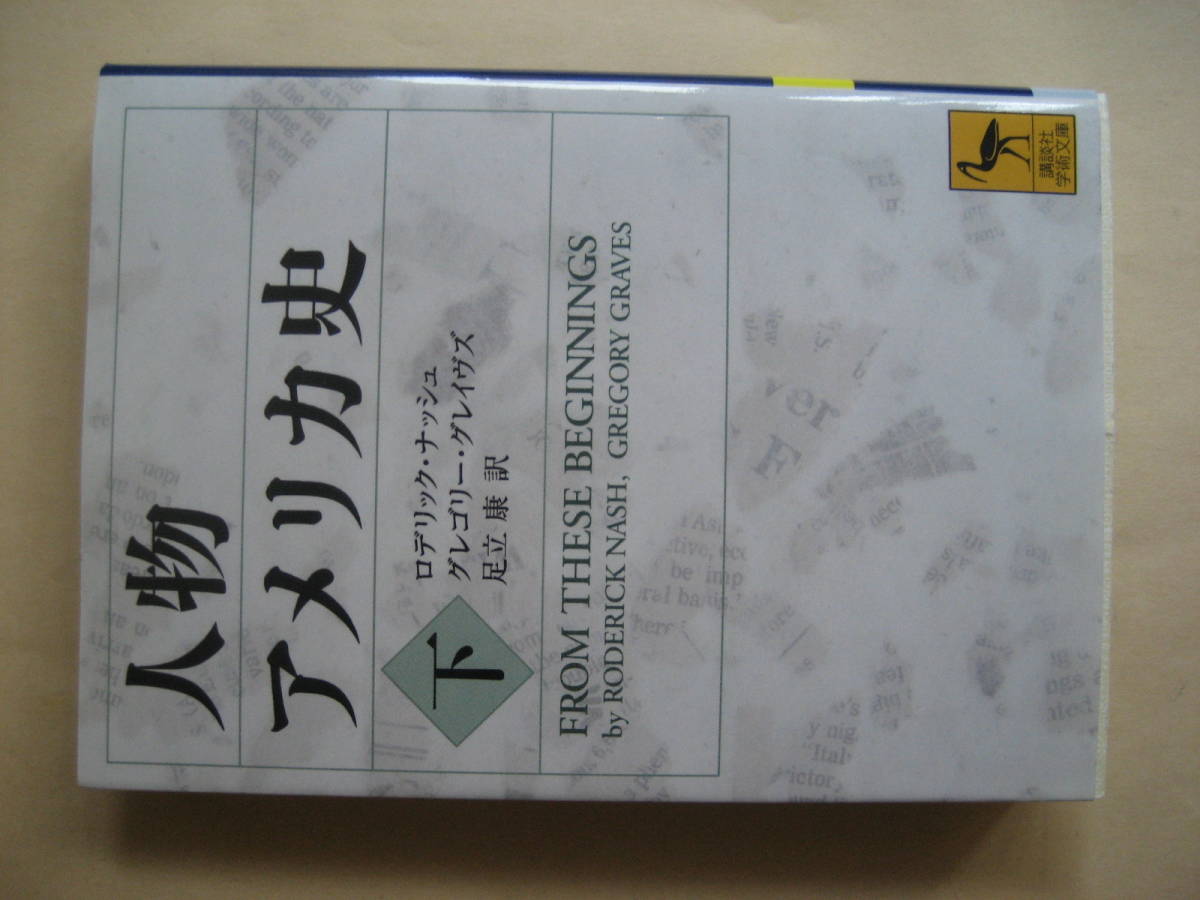 人物
アメリカ史
下
ロデリック・ナッシュ
グレゴリー・グレイヴズ
足立 康 訳
FROM THESE BEGINNINGS
by RODERICK NASH, GREGORY GRAVES
講談社
学術文庫